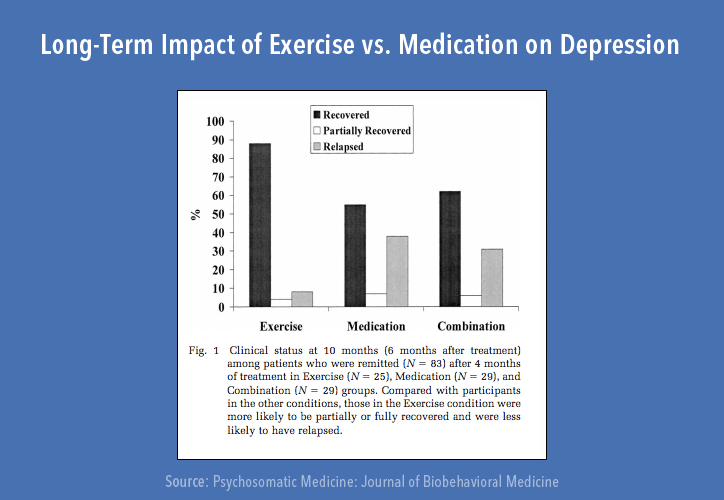 Long-Term Impact of Exercise vs. Medication on Depression
Recovered
Partially Recovered
Relapsed
100
90
80
70
60
50
40
30
20
10
0
%
Exercise Medication Combination
Fig. 1 Clinical status at 10 months (6 months after treatment)
among patients who were remitted (N = 83) after 4 months
of treatment in Exercise (N = 25), Medication (N = 29), and
Combination (N = 29) groups. Compared with participants
in the other conditions, those in the Exercise condition were
more likely to be partially or fully recovered and were less
likely to have relapsed.
Source: Psychosomatic Medicine: Journal of Biobehavioral Medicine